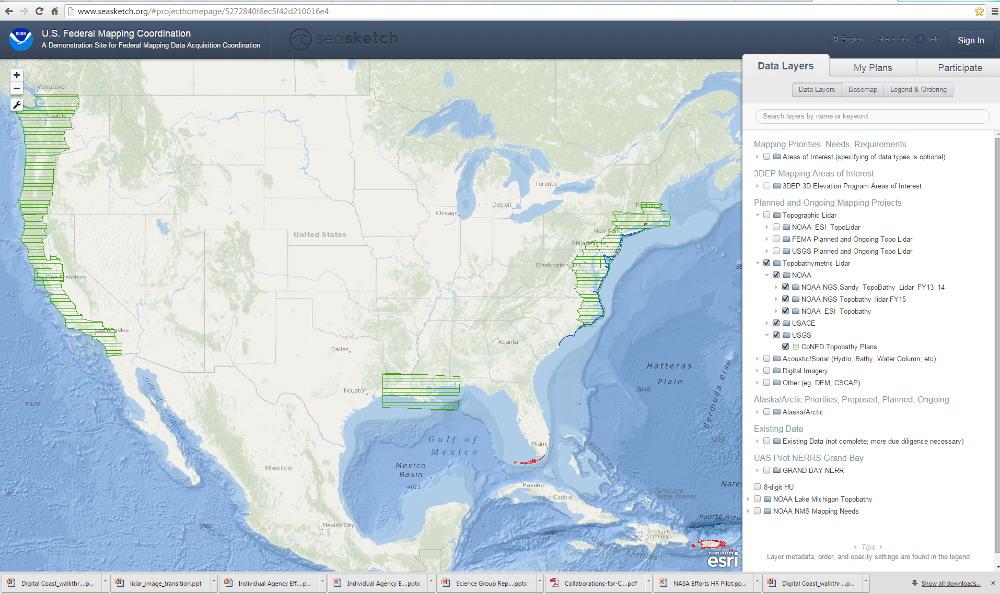 www.seasketch.org/#projecthomepage/5272840f6ec5f42d210016e4
NOAA
U.S. Federal Mapping Coordination
A Demonstration Site for Federal Mapping Data Acquisition Coordination
seasketch
English
take a tour
? help
Sign In
Data Layers
My Plans
Participate
Data Layers
Basemap
Legend & Ordering
Search layers by name or keyword
Mapping Priorities: Needs, Requirements
Areas of Interest (specifying of data types is optional)
3DEP Mapping Areas of Interest
3DEP 3D Elevation Program Areas of Interest
Planned and Ongoing Mapping Projects
Topographic Lidar
NOAA_ESI_TopoLidar
FEMA Planned and Ongoing Topo Lidar
USGS Planned and Ongoing Topo Lidar
Topobathymetric Lidar
NOAA
NOAA NGS Sandy_TopoBathy_Lidar_FY13_14
NOAA NGS Topobathy_lidar FY15
NOAA_ESI_Topobathy
USACE
USGS
CoNED Topobathy Plans
Acoustic/Sonar (Hydro, Bathy, Water Column, etc)
Digital Imagery
Other (eg. DEM, CSCAP)
Alaska/Arctic Priorities, Proposed, Planned, Ongoing
Alaska/Arctic
Existing Data
Existing Data (not complete; more due diligence necessary)
UAS Pilot NERRS Grand Bay
GRAND BAY NERR
8-digit HU
NOAA Lake Michigan Topobathy
NOAA NMS Mapping Needs
Tips
Layer metadata, order, and opacity settings are found in the legend
+
−
Vancouver
Seattle
Toronto
Boston
Detroit
Chicago
New York
United States
Philadelphia
Washington,
San Francisco
Los Angeles
Atlanta
Dallas
Hatteras
Plain
Houston
5648
Bermuda Rise
Gulf of
California
5529
3293
Gulf of
Mexico
Miami
Bahamas
Mexico
Basin
Mexico
4011
Havana
Nares
87
Turks and
Caicos Islands
Cuba
Puerto Rico
México City
5886
Port-au-
Prince
Santo
Domingo
Greater Antilles
POWERED BY
esri
Digital Coast_walkthr....p...
lidar_image_transition.ppt
Individual Agency Eff....p...
Individual Agency E....pptx
Science Group Rep....pptx
Collaborations-for-C....pdf
NASA Efforts HR Pilot.pp...
Digital Coast_walkthr....p...
Show all downloads...